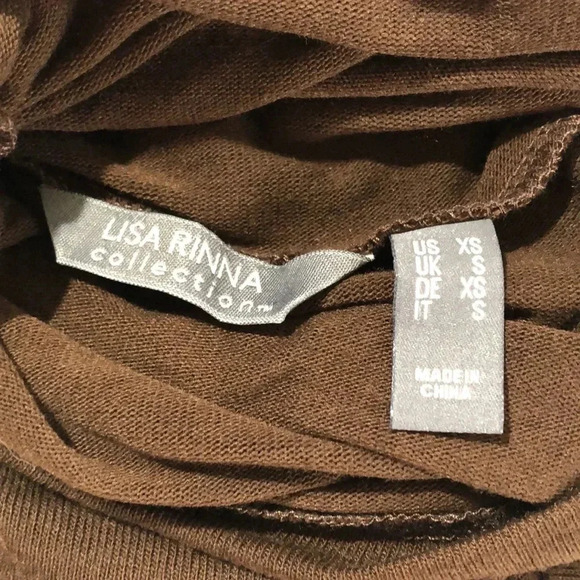 LISA RINNA
collection™
US XS
UK S
DE XS
IT S
MADE IN
CHINA